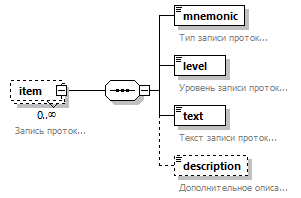 mnemonic
Тип записи проток...
level
Уровень записи проток...
item
0..∞
Запись проток...
text
Текст записи проток...
description
Дополнительное описа...